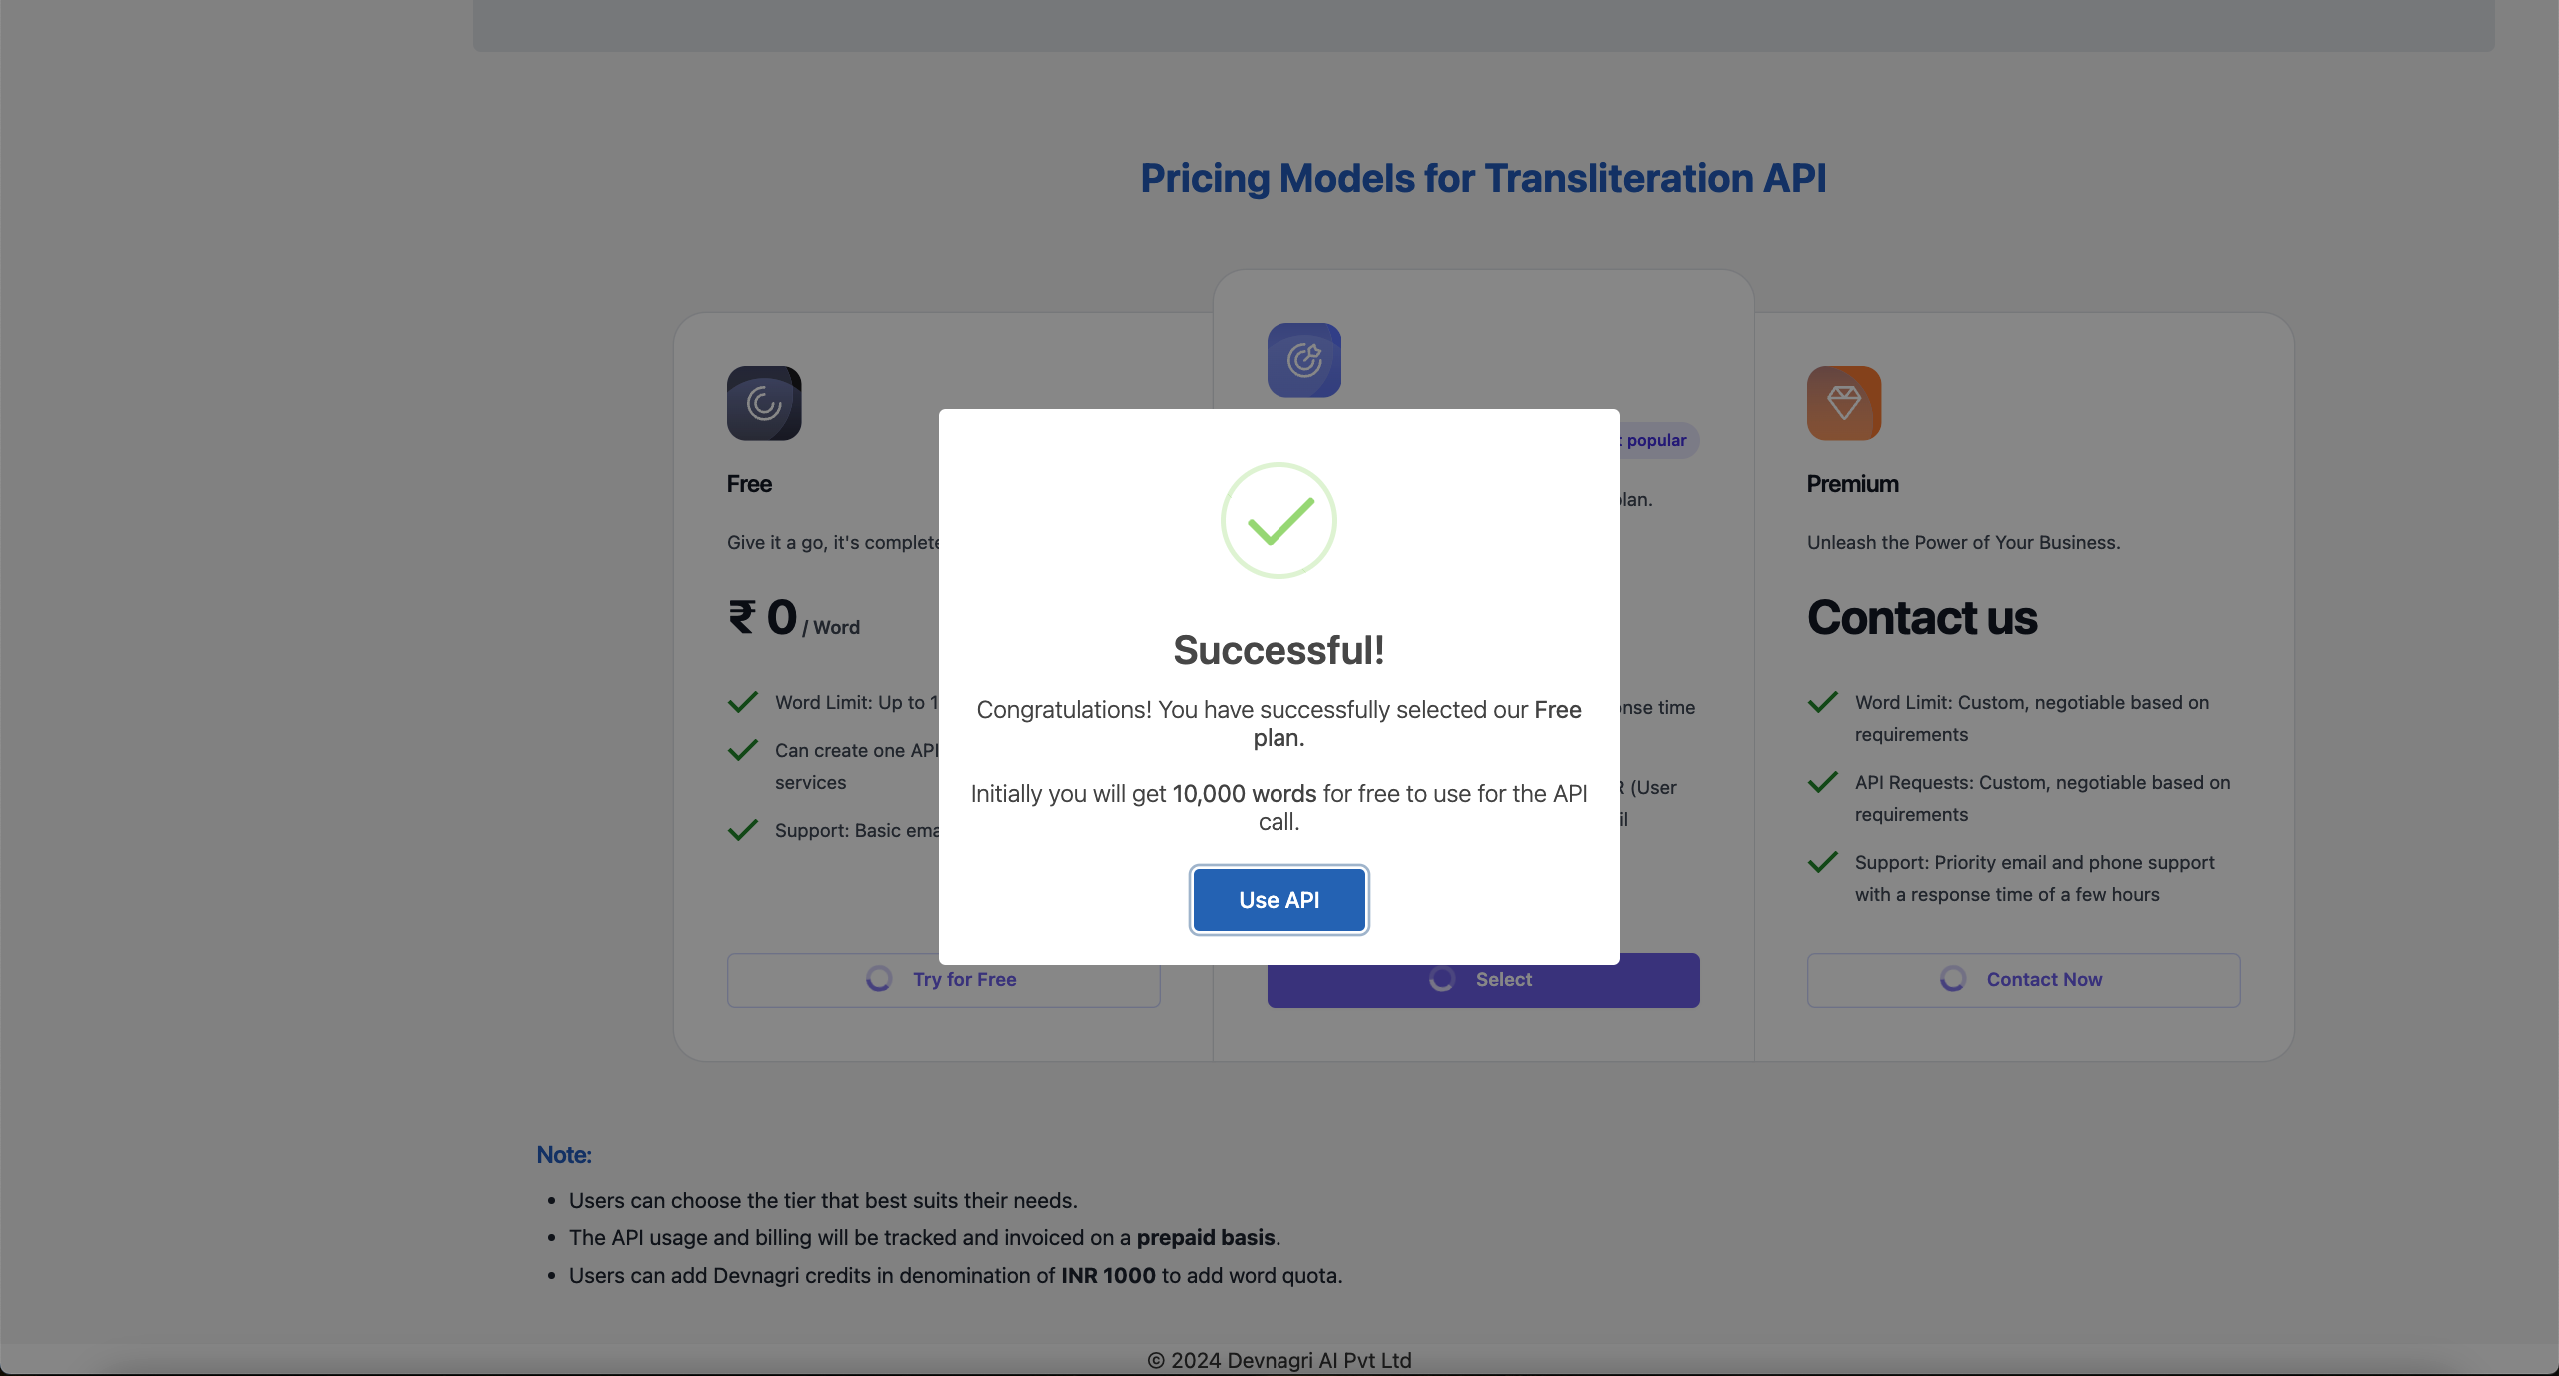 Pricing Models for Transliteration API
Free
Give it a go, it's
₹ 0 / Word
Word Limit: Up to
Can create one API
services
Support: Basic
Try for Free
popular
nse time
(User
Select
Successful!
Congratulations! You have successfully selected our Free
plan.
Initially you will get 10,000 words for free to use for the API
call.
Use API
Premium
Unleash the Power of Your Business.
Contact us
Word Limit: Custom, negotiable based on
requirements
API Requests: Custom, negotiable based on
requirements
Support: Priority email and phone support
with a response time of a few hours
Contact Now
Note:
• Users can choose the tier that best suits their needs.
• The API usage and billing will be tracked and invoiced on a prepaid basis.
• Users can add Devnagri credits in denomination of INR 1000 to add word quota.
© 2024 Devnagri AI Pvt Ltd